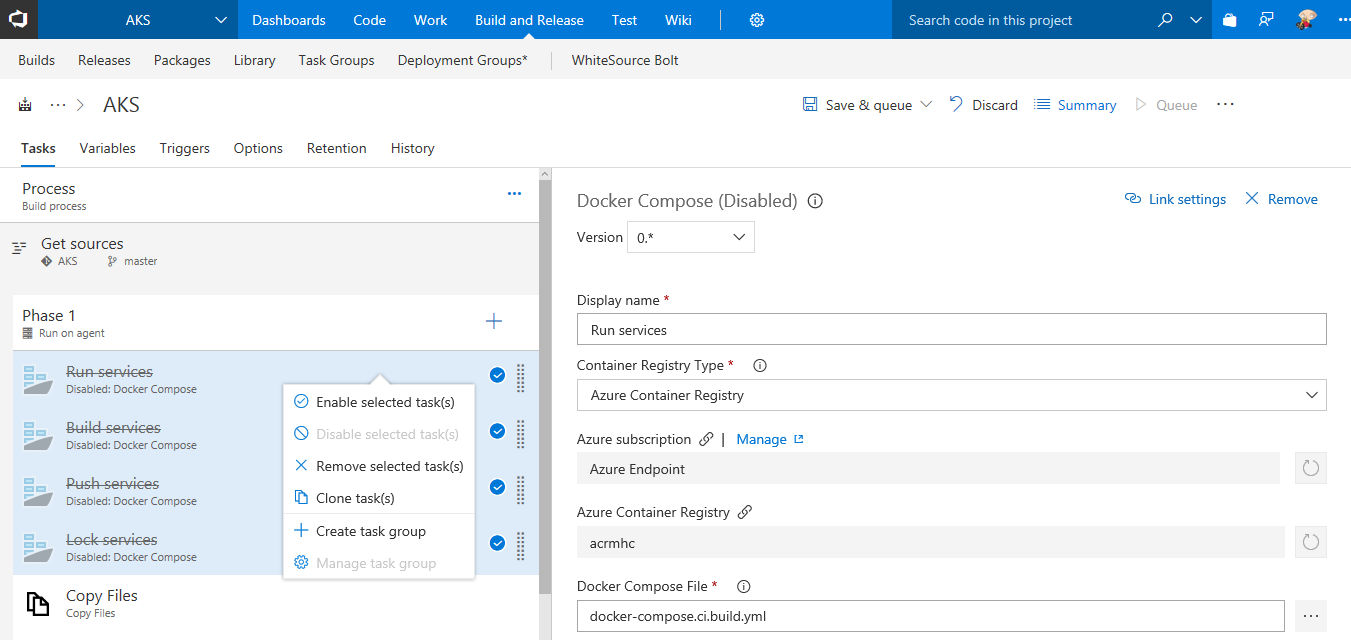 AKS
Dashboards Code Work Build and Release Test Wiki
Search code in this project
Builds Releases Packages Library Task Groups Deployment Groups* WhiteSource Bolt
··· > AKS
Save & queue Discard Summary Queue ···
Tasks Variables Triggers Options Retention History
Process
Build process
Get sources
AKS master
Phase 1
Run on agent
Run services
Disabled: Docker Compose
Build services
Disabled: Docker Compose
Push services
Disabled: Docker Compose
Lock services
Disabled: Docker Compose
Copy Files
Copy Files
Enable selected task(s)
Disable selected task(s)
Remove selected task(s)
Clone task(s)
Create task group
Manage task group
Docker Compose (Disabled)
Link settings Remove
Version 0.*
Display name *
Run services
Container Registry Type *
Azure Container Registry
Azure subscription | Manage
Azure Endpoint
Azure Container Registry
acrmhc
Docker Compose File *
docker-compose.ci.build.yml